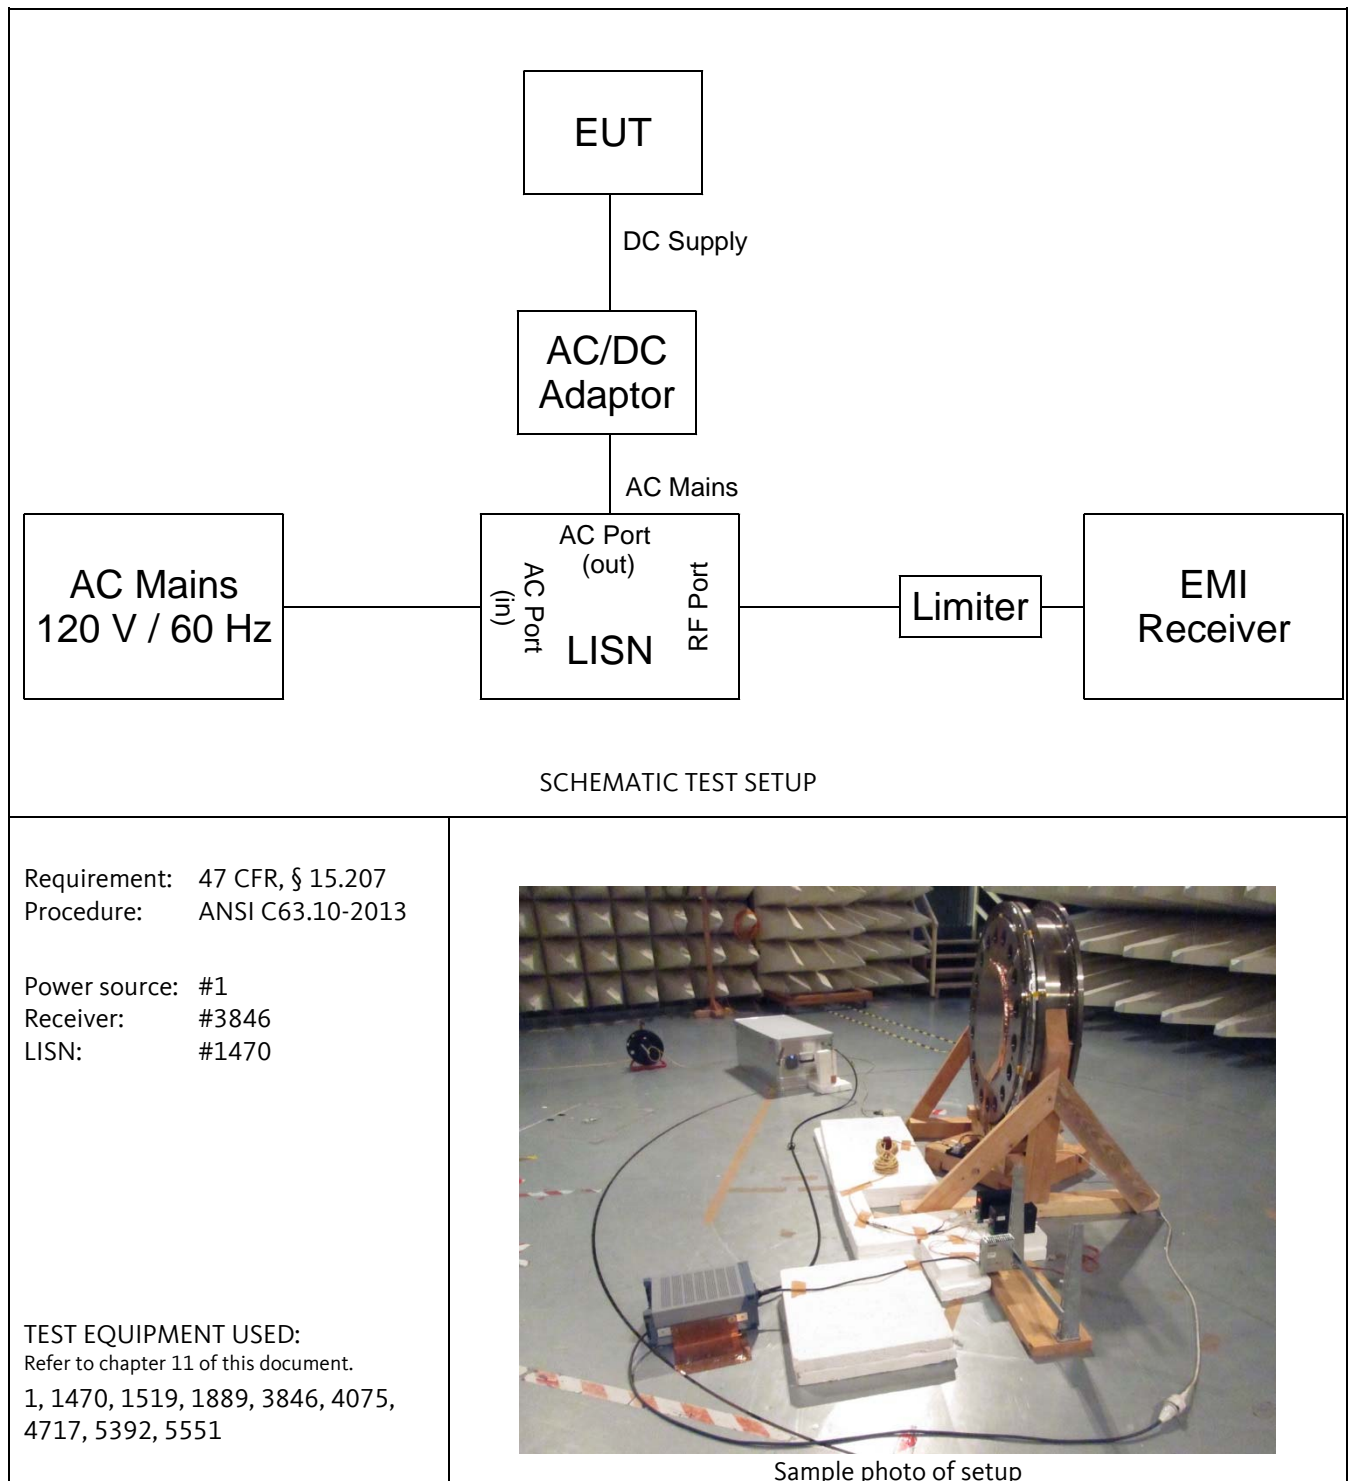 EUT
DC Supply
AC/DC
Adaptor
AC Mains
AC Mains
120 V / 60 Hz
AC Port
(out)
AC Port
(in)
RF Port
LISN
Limiter
EMI
Receiver
SCHEMATIC TEST SETUP
Requirement: 47 CFR, § 15.207
Procedure: ANSI C63.10-2013
Power source: #1
Receiver: #3846
LISN: #1470
TEST EQUIPMENT USED:
Refer to chapter 11 of this document.
1, 1470, 1519, 1889, 3846, 4075,
4717, 5392, 5551
Sample photo of setup